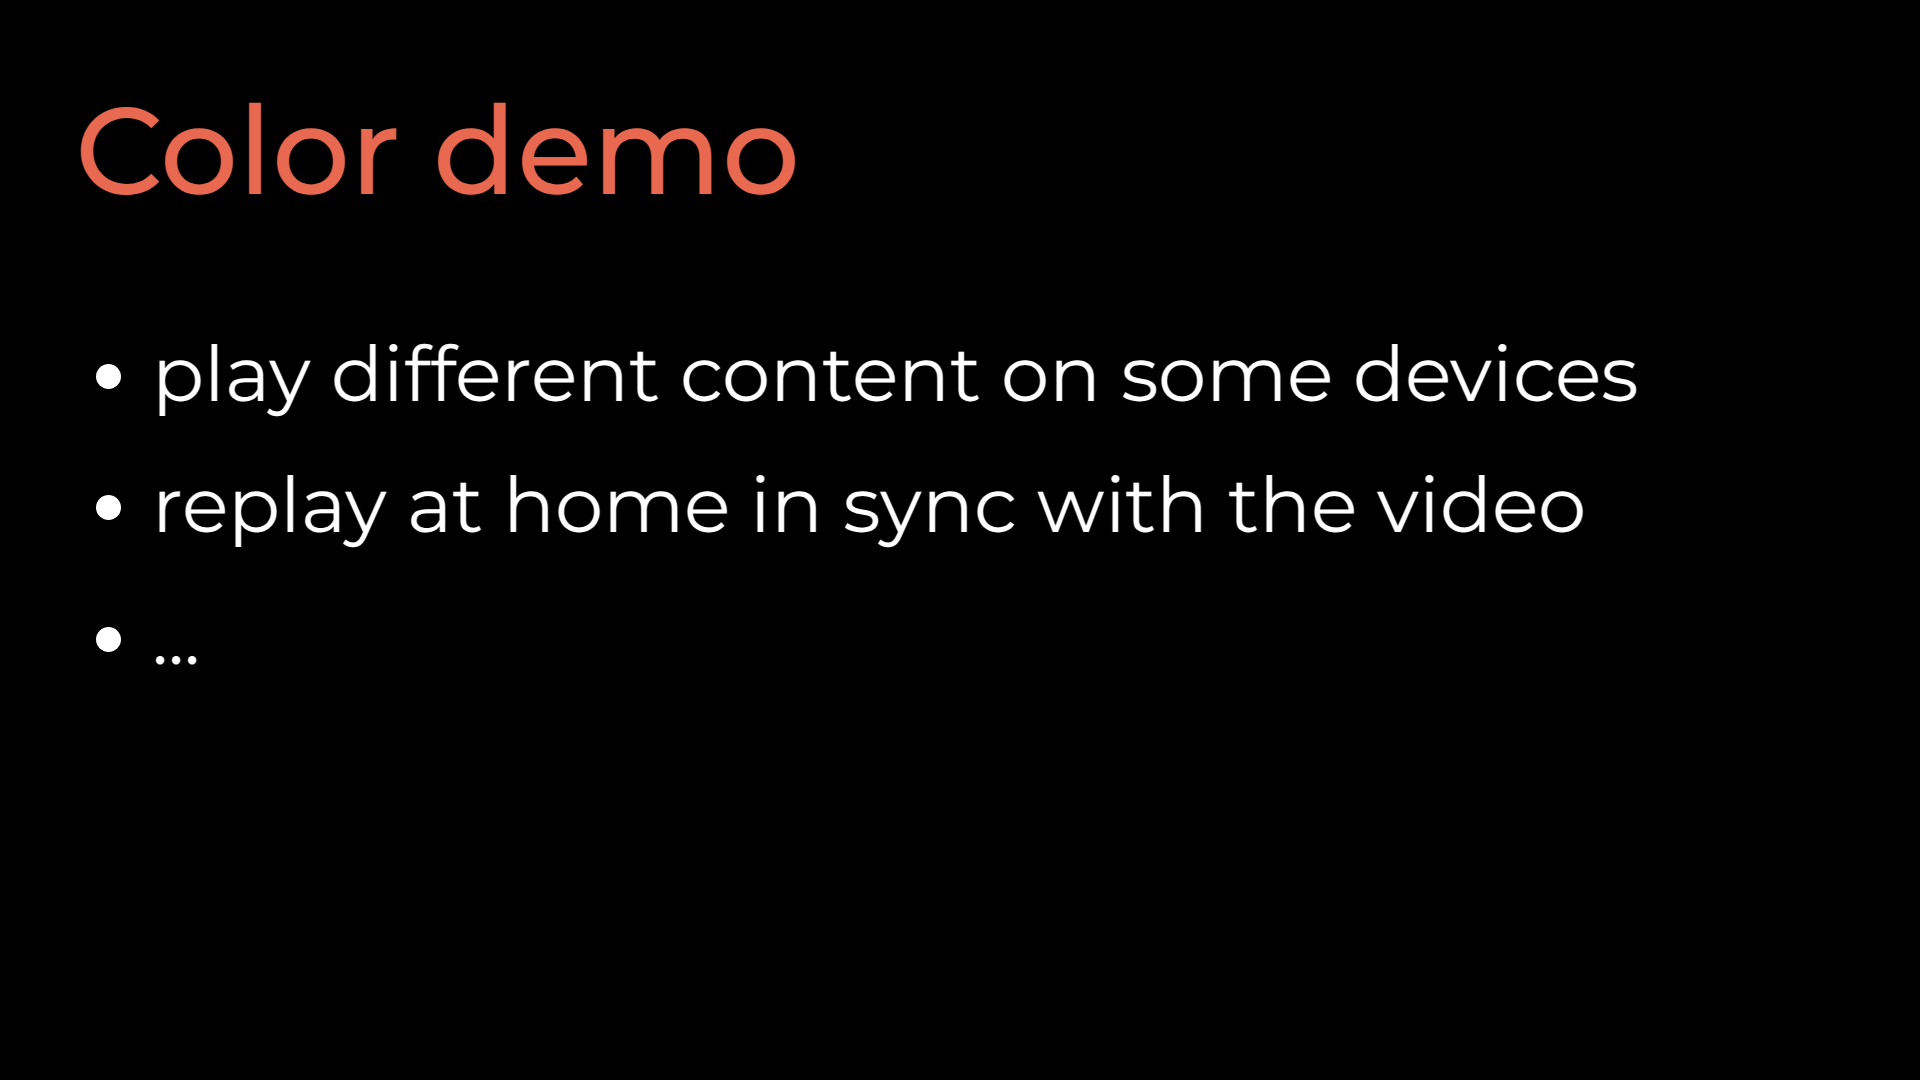 Color demo
• play different content on some devices
• replay at home in sync with the video
• ...